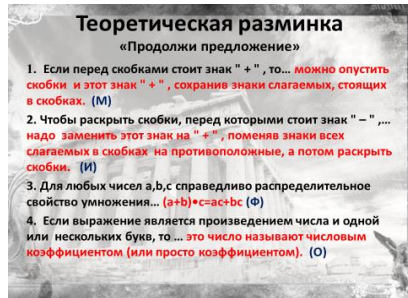 Теоретическая разминка
«Продолжи предложение»
1. Если перед скобками стоит знак " + " , то... можно опустить
скобки и этот знак " + " , сохранив знаки слагаемых, стоящих
в скобках. (М)
2. Чтобы раскрыть скобки, перед которыми стоит знак " – " ,...
надо заменить этот знак на " + " , поменяв знаки всех
слагаемых в скобках на противоположные, а потом раскрыть
скобки. (И)
3. Для любых чисел a,b,c справедливо распределительное
свойство умножения... (a+b)•c=ac+bc (Ф)
4. Если выражение является произведением числа и одной
или нескольких букв, то ... это число называют числовым
коэффициентом (или просто коэффициентом). (О)